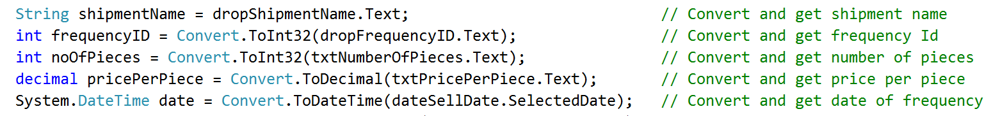 String shipmentName = dropShipmentName.Text; // Convert and get shipment name
int frequencyID = Convert.ToInt32(dropFrequencyID.Text); // Convert and get frequency Id
int noOfPieces = Convert.ToInt32(txtNumberOfPieces.Text); // Convert and get number of pieces
decimal pricePerPiece = Convert.ToDecimal(txtPricePerPiece.Text); // Convert and get price per piece
System.DateTime date = Convert.ToDateTime(dateSellDate.SelectedDate); // Convert and get date of frequency